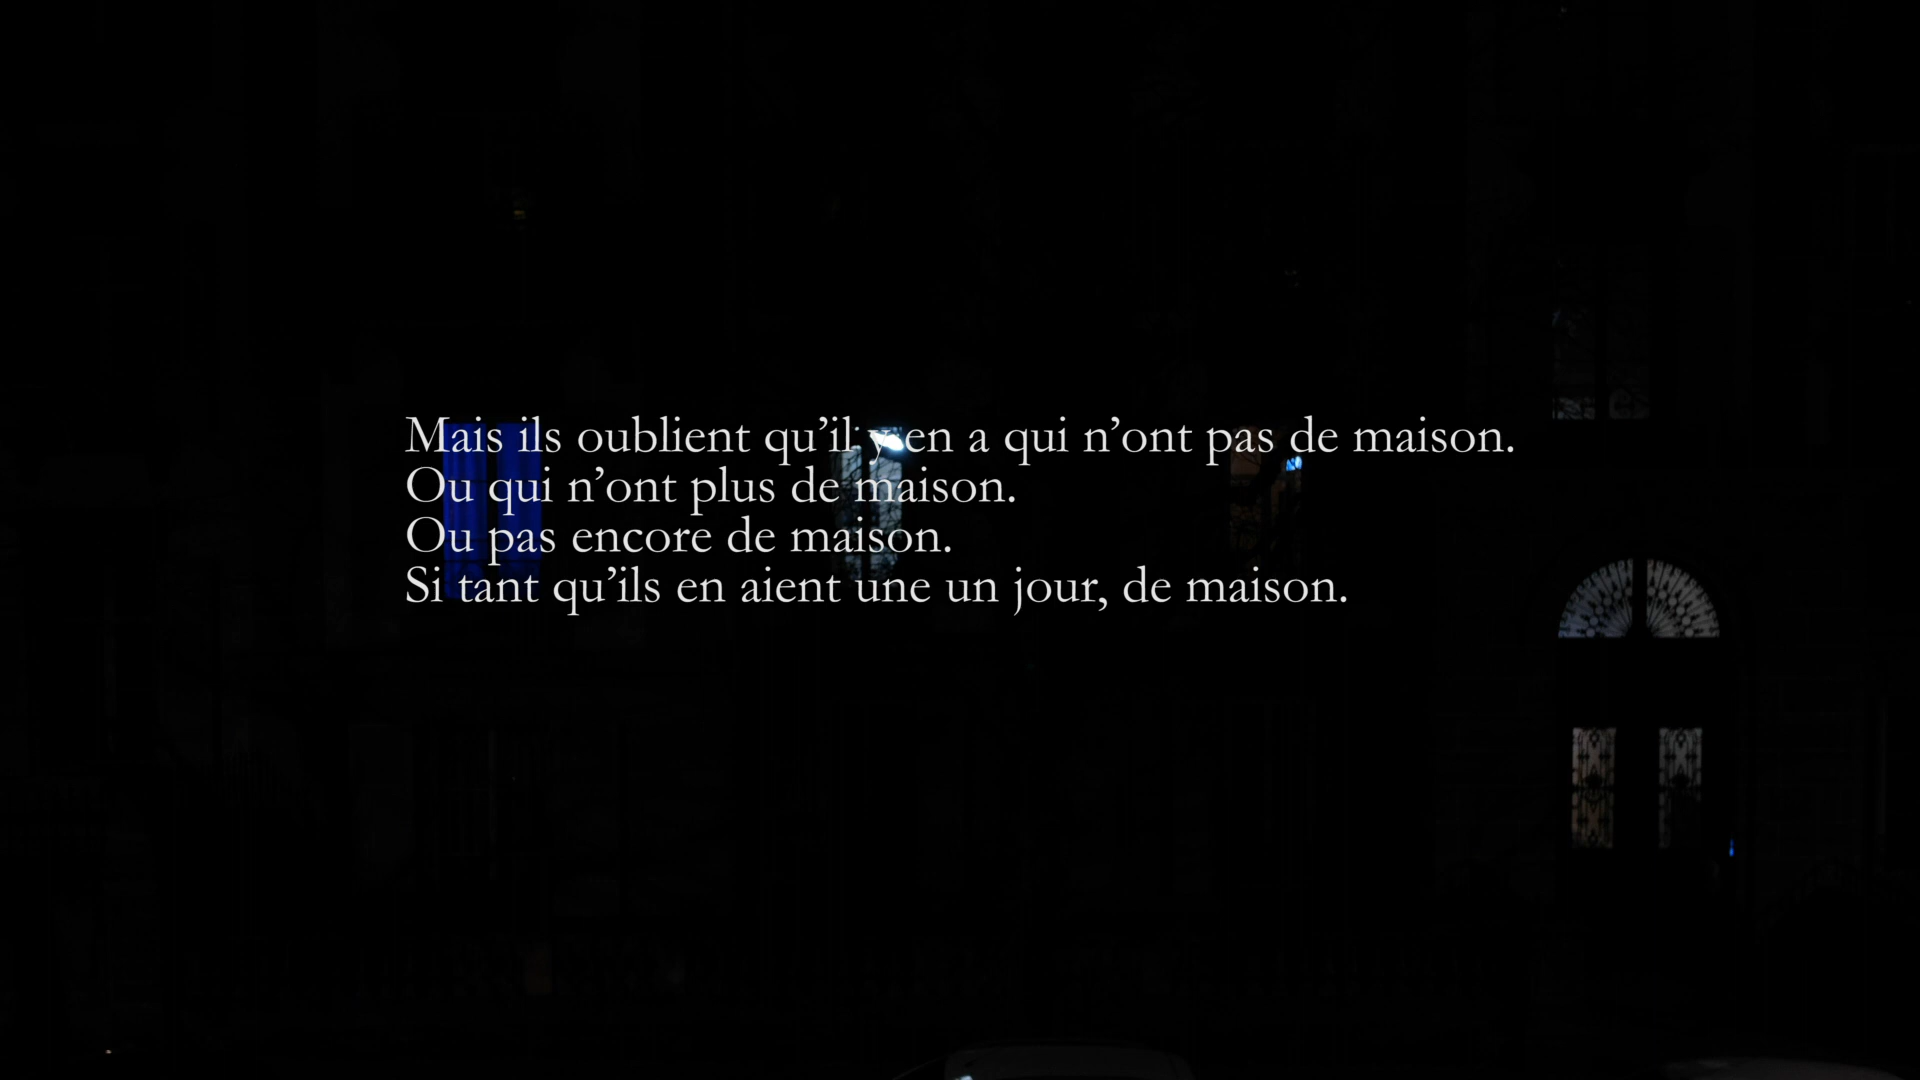 Mais ils oublient qu’il y en a qui n’ont pas de maison.
Ou qui n’ont plus de maison.
Ou pas encore de maison.
Si tant qu’ils en aient une un jour, de maison.